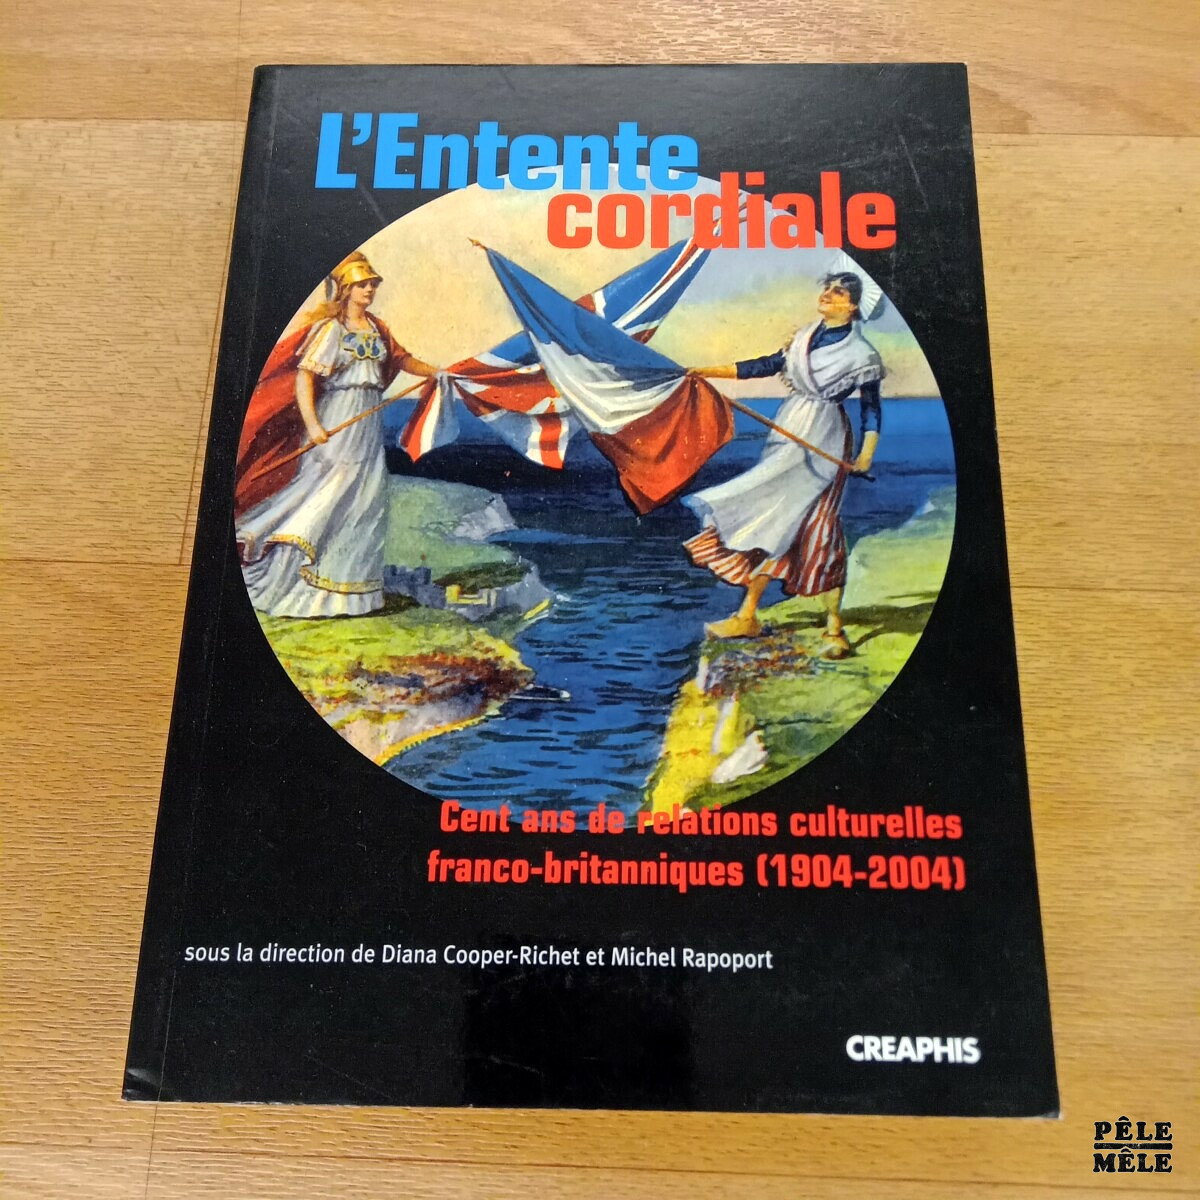 L'Entente
cordiale
Cent ans de relations culturelles
franco-britanniques (1904-2004)
sous la direction de Diana Cooper-Richet et Michel Rapoport
CREAPHIS
PÊLE
MÊLE